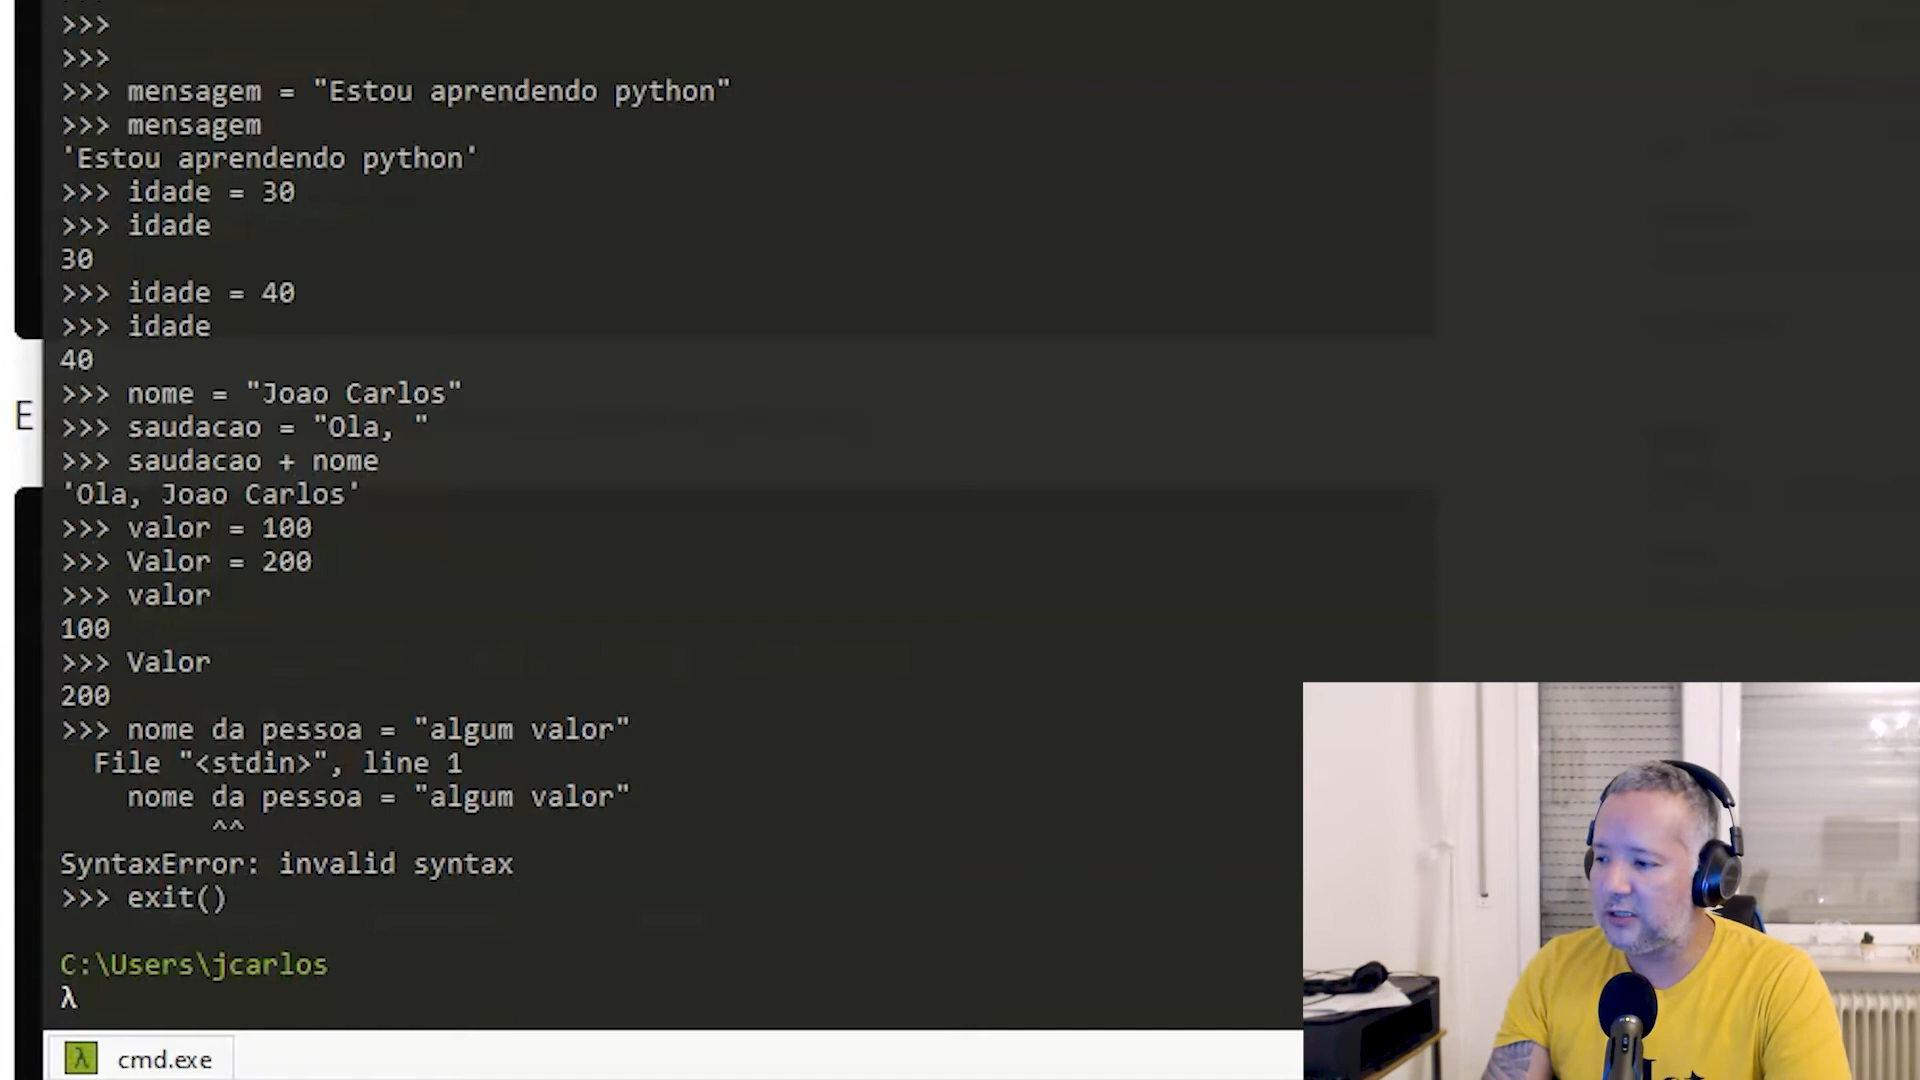 >>>
>>>
>>> mensagem = "Estou aprendendo python"
>>> mensagem
'Estou aprendendo python'
>>> idade = 30
>>> idade
30
>>> idade = 40
>>> idade
40
>>> nome = "Joao Carlos"
E
>>> saudacao = "Ola, "
>>> saudacao + nome
'Ola, Joao Carlos'
>>> valor = 100
>>> Valor = 200
>>> valor
100
>>> Valor
200
>>> nome da pessoa = "algum valor"
  File "<stdin>", line 1
    nome da pessoa = "algum valor"
         ^^
SyntaxError: invalid syntax
>>> exit()
C:\Users\jcarlos
λ
λ cmd.exe